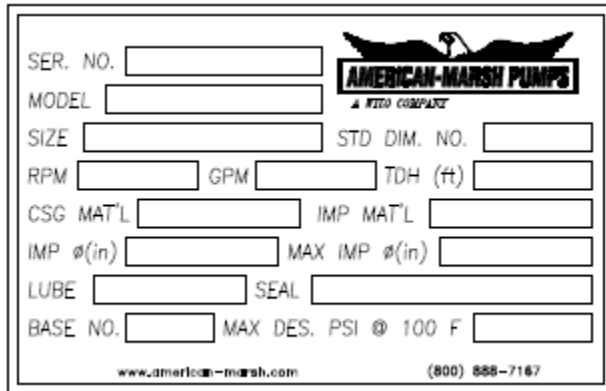 SER. NO.
AMERICAN-MARSH PUMPS
MODEL
A WILO COMPANY
SIZE STD DIM. NO.
RPM GPM TDH (ft)
CSG MAT'L IMP MAT'L
IMP ø(in) MAX IMP ø(in)
LUBE SEAL
BASE NO. MAX DES. PSI @ 100 F
www.american-marsh.com (800) 888-7167